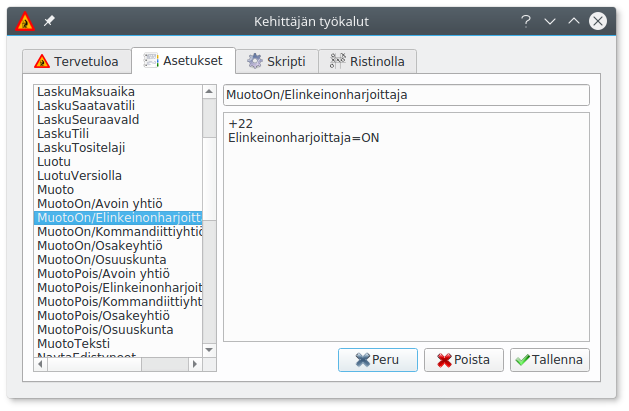 Kehittäjän työkalut
Tervetuloa
Asetukset
Skripti
Ristinolla
LaskuMaksuaika
LaskuSaatavatili
LaskuSeuraavaId
LaskuTili
LaskuTositelaji
Luotu
LuotuVersiolla
Muoto
MuotoOn/Avoin yhtiö
MuotoOn/Elinkeinonharjoitt
MuotoOn/Kommandiittiyhtiö
MuotoOn/Osakeyhtiö
MuotoOn/Osuuskunta
MuotoPois/Avoin yhtiö
MuotoPois/Elinkeinonharjoit
MuotoPois/Kommandiittiyht
MuotoPois/Osakeyhtiö
MuotoPois/Osuuskunta
MuotoTeksti
MuotoOn/Elinkeinonharjoittaja
+22
Elinkeinonharjoittaja=ON
Peru
Poista
Tallenna